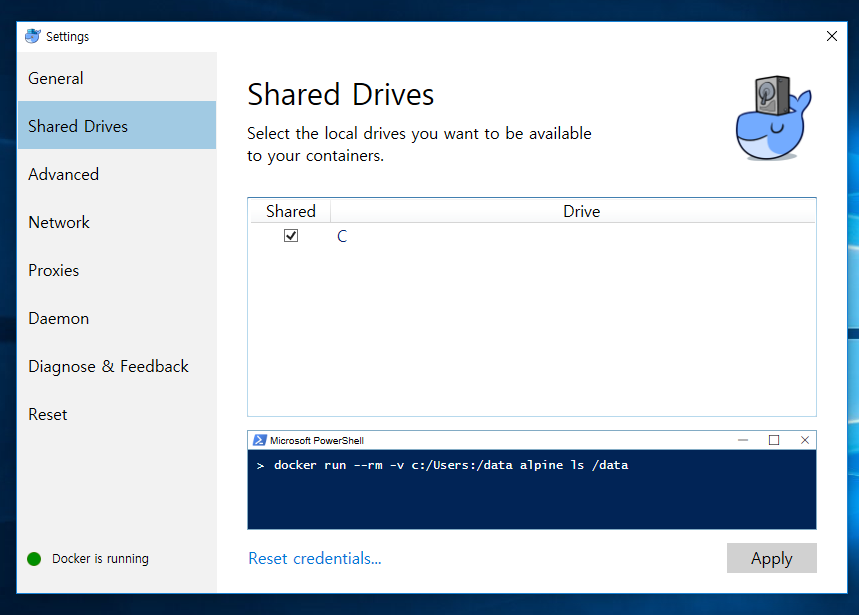 Settings
General
Shared Drives
Advanced
Network
Proxies
Daemon
Diagnose & Feedback
Reset
Docker is running
Shared Drives
Select the local drives you want to be available
to your containers.
Shared Drive
C
Microsoft PowerShell
> docker run --rm -v c:/Users:/data alpine ls /data
Reset credentials...
Apply